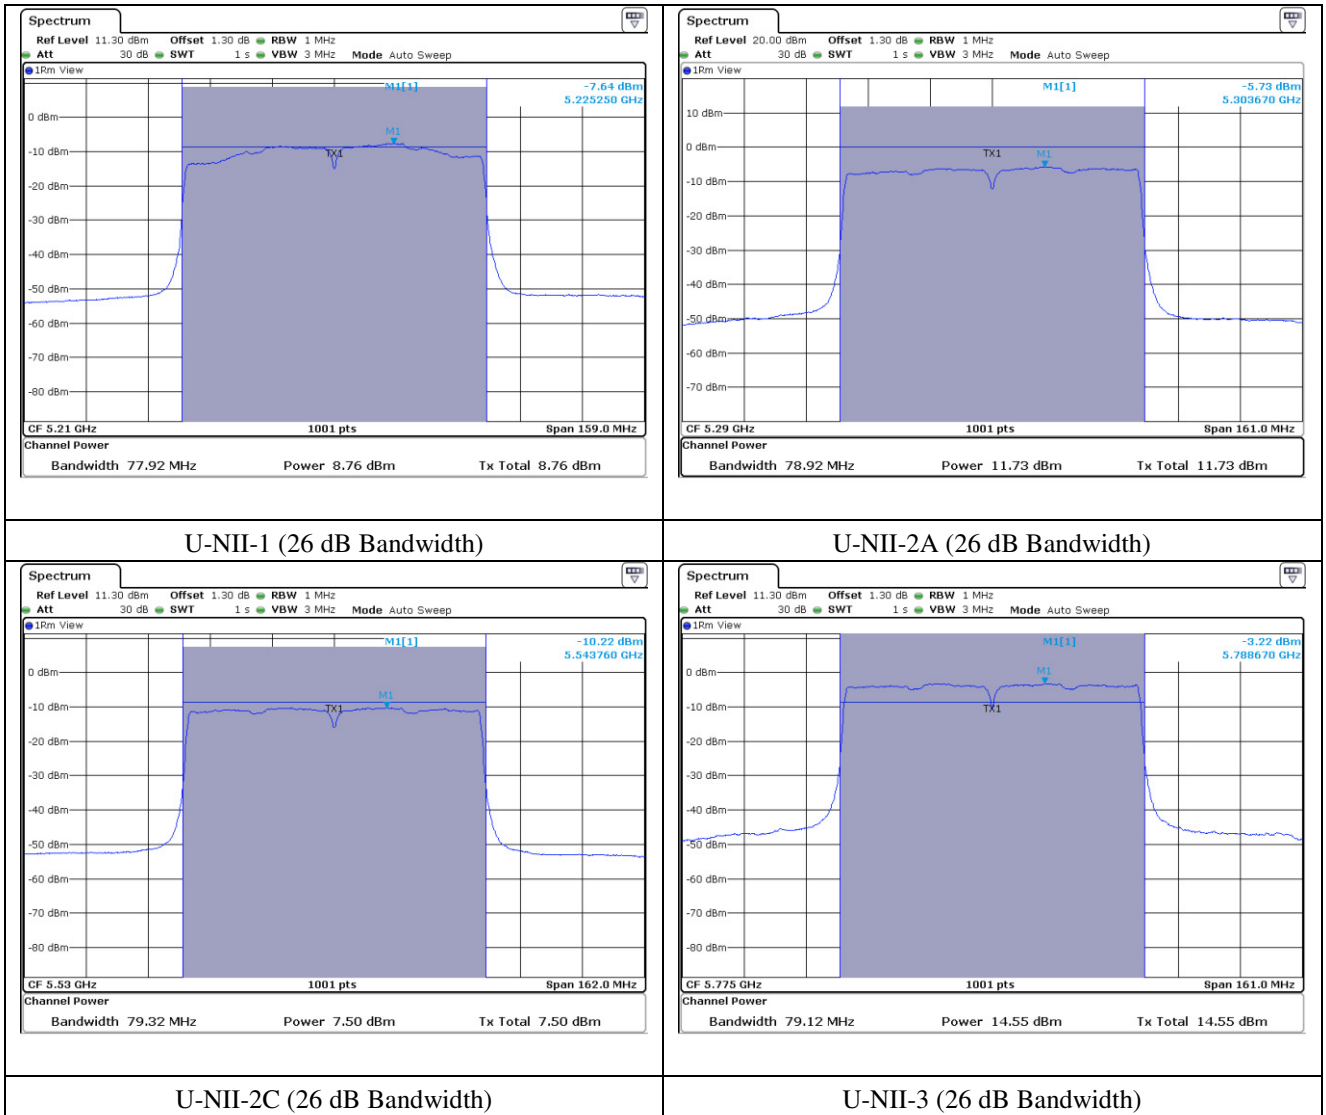 Spectrum
Ref Level 11.30 dBm Offset 1.30 dB RBW 1 MHz
Att 30 dB SWT 1 s VBW 3 MHz Mode Auto Sweep
1Rm View
M1[1] -7.64 dBm
5.225250 GHz
0 dBm
M1
-10 dBm
TX1
-20 dBm
-30 dBm
-40 dBm
-50 dBm
-60 dBm
-70 dBm
-80 dBm
CF 5.21 GHz 1001 pts Span 159.0 MHz
Channel Power
Bandwidth 77.92 MHz Power 8.76 dBm Tx Total 8.76 dBm
U-NII-1 (26 dB Bandwidth)
Spectrum
Ref Level 20.00 dBm Offset 1.30 dB RBW 1 MHz
Att 30 dB SWT 1 s VBW 3 MHz Mode Auto Sweep
1Rm View
M1[1] -5.73 dBm
5.303670 GHz
10 dBm
0 dBm
TX1 M1
-10 dBm
-20 dBm
-30 dBm
-40 dBm
-50 dBm
-60 dBm
-70 dBm
CF 5.29 GHz 1001 pts Span 161.0 MHz
Channel Power
Bandwidth 78.92 MHz Power 11.73 dBm Tx Total 11.73 dBm
U-NII-2A (26 dB Bandwidth)
Spectrum
Ref Level 11.30 dBm Offset 1.30 dB RBW 1 MHz
Att 30 dB SWT 1 s VBW 3 MHz Mode Auto Sweep
1Rm View
M1[1] -10.22 dBm
5.543760 GHz
0 dBm
M1
-10 dBm
TX1
-20 dBm
-30 dBm
-40 dBm
-50 dBm
-60 dBm
-70 dBm
-80 dBm
CF 5.53 GHz 1001 pts Span 162.0 MHz
Channel Power
Bandwidth 79.32 MHz Power 7.50 dBm Tx Total 7.50 dBm
U-NII-2C (26 dB Bandwidth)
Spectrum
Ref Level 11.30 dBm Offset 1.30 dB RBW 1 MHz
Att 30 dB SWT 1 s VBW 3 MHz Mode Auto Sweep
1Rm View
M1[1] -3.22 dBm
5.788670 GHz
0 dBm
M1
-10 dBm
TX1
-20 dBm
-30 dBm
-40 dBm
-50 dBm
-60 dBm
-70 dBm
-80 dBm
CF 5.775 GHz 1001 pts Span 161.0 MHz
Channel Power
Bandwidth 79.12 MHz Power 14.55 dBm Tx Total 14.55 dBm
U-NII-3 (26 dB Bandwidth)